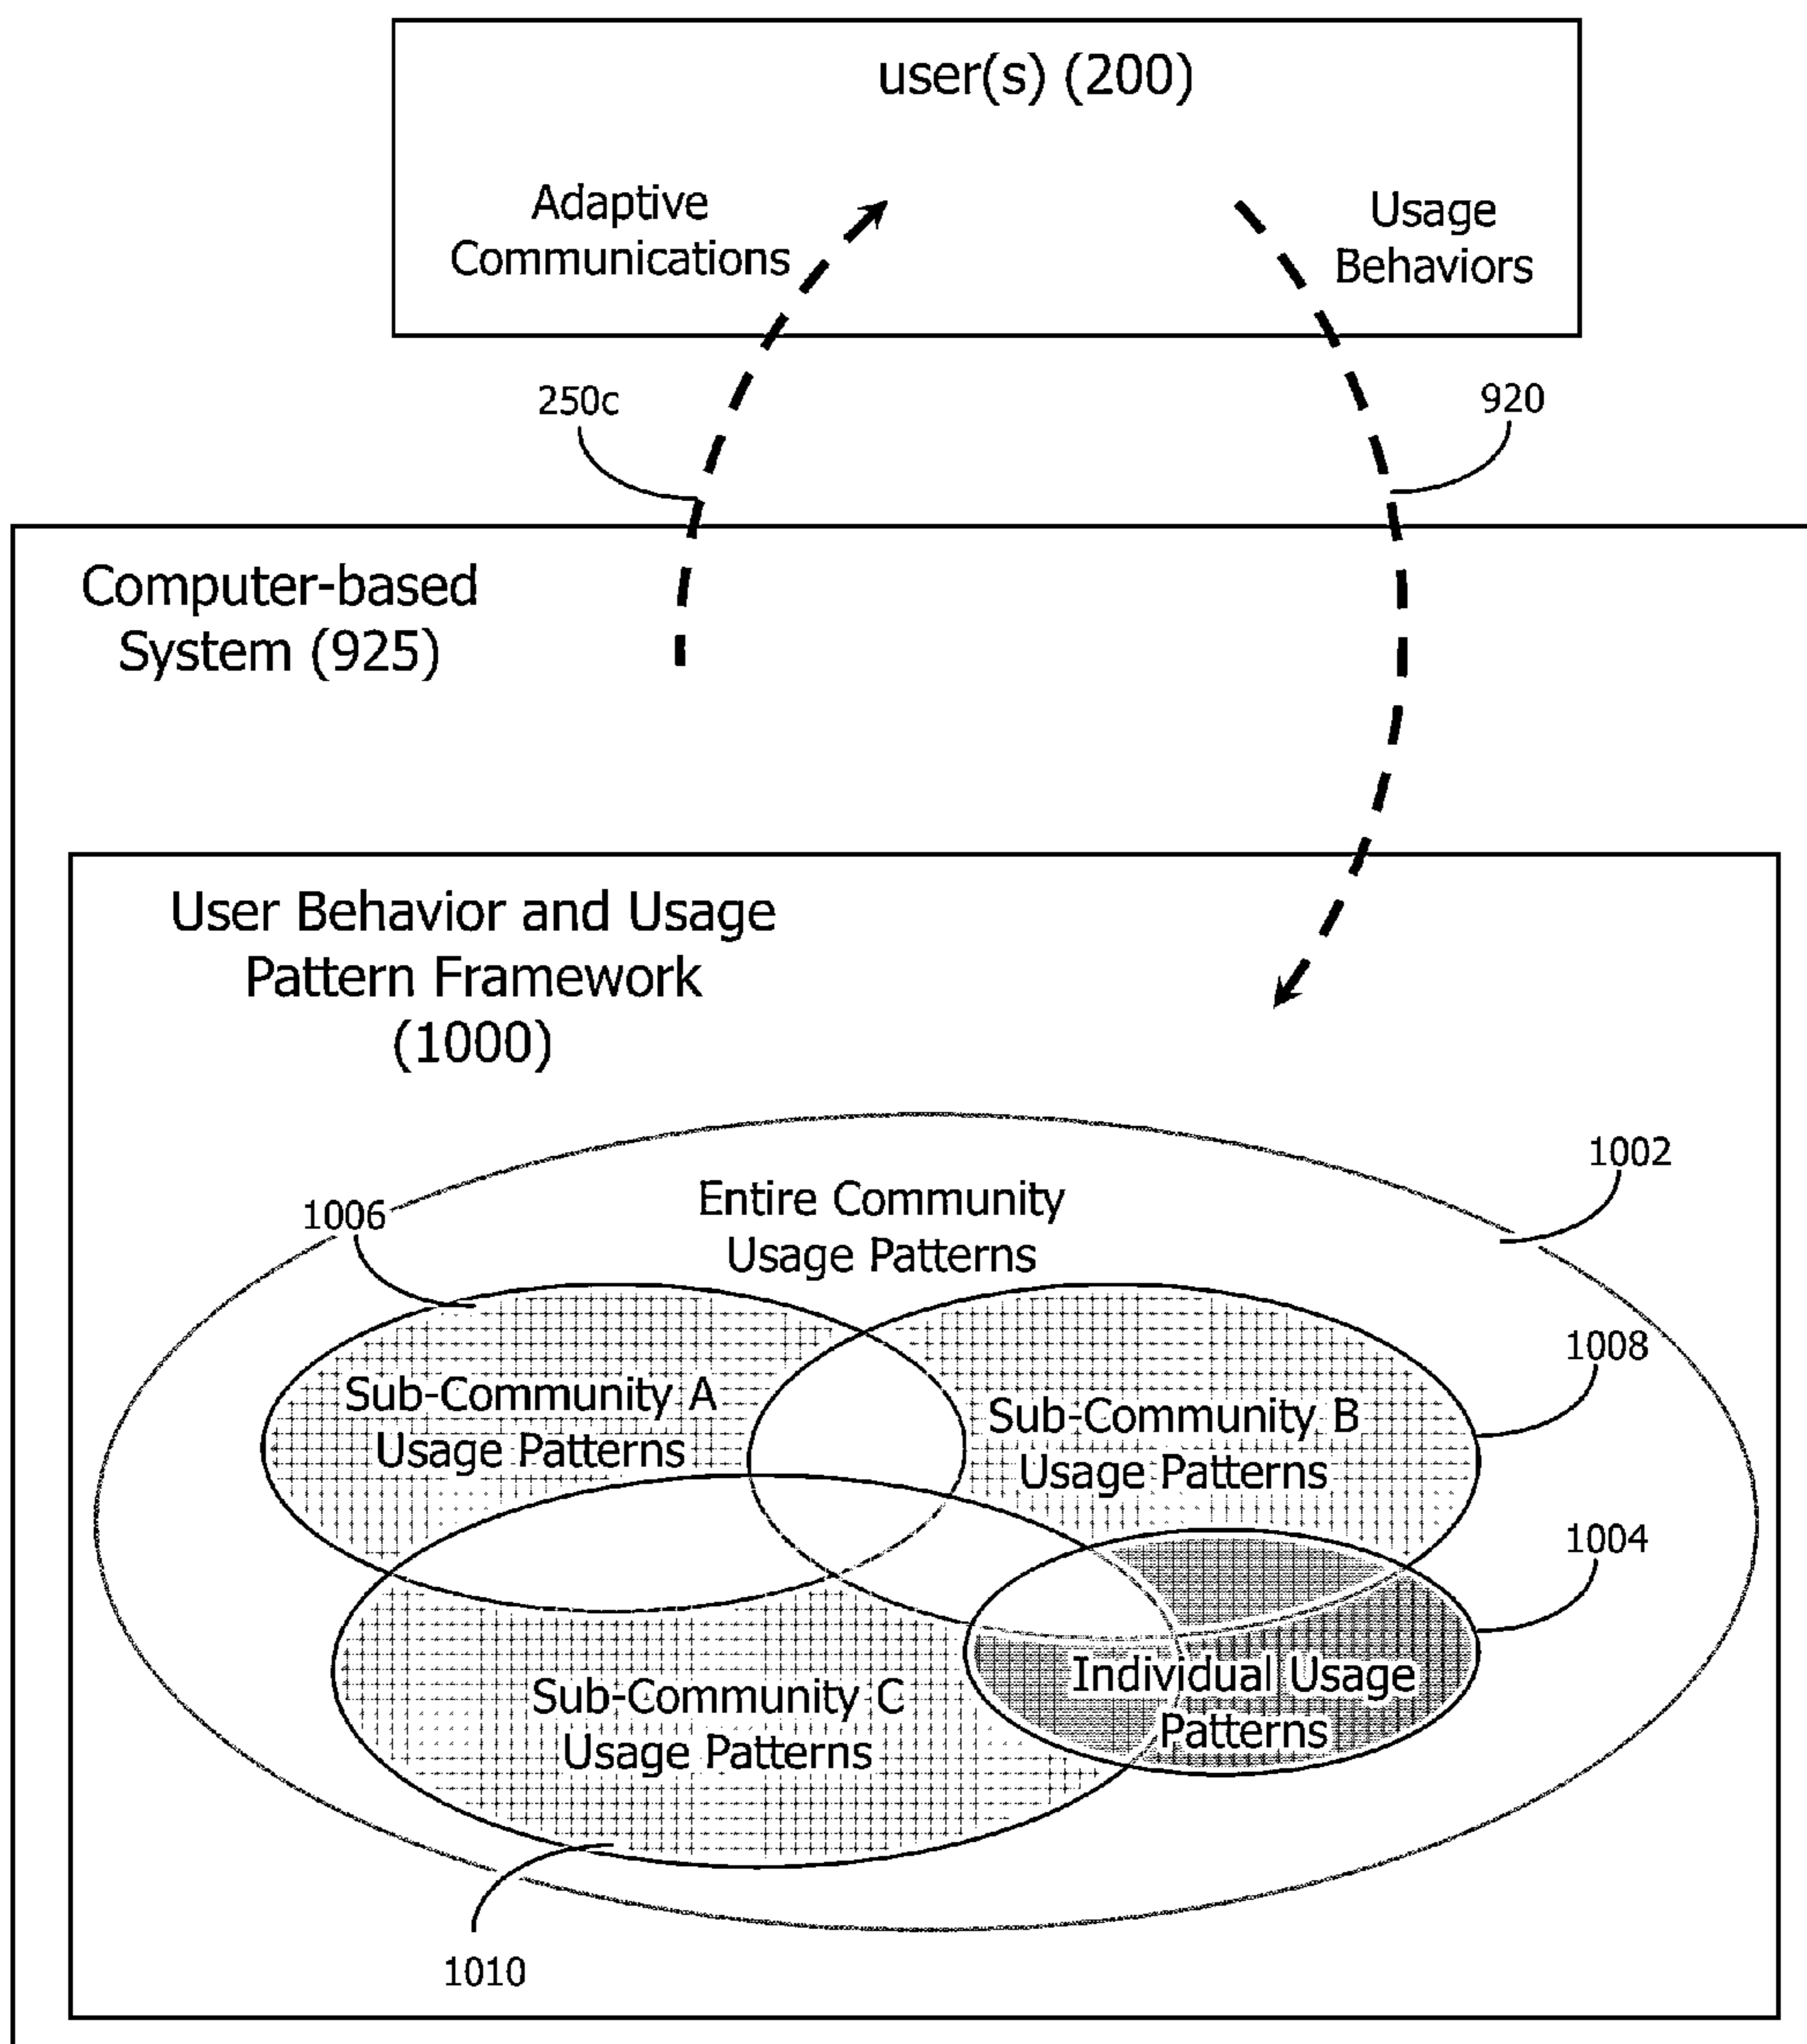 user(s) (200)
Adaptive
Communications
Usage
Behaviors
250c
920
Computer-based
System (925)
User Behavior and Usage
Pattern Framework
(1000)
1002
Entire Community
Usage Patterns
1006
1008
Sub-Community A
Usage Patterns
Sub-Community B
Usage Patterns
1004
Individual Usage
Patterns
Sub-Community C
Usage Patterns
1010